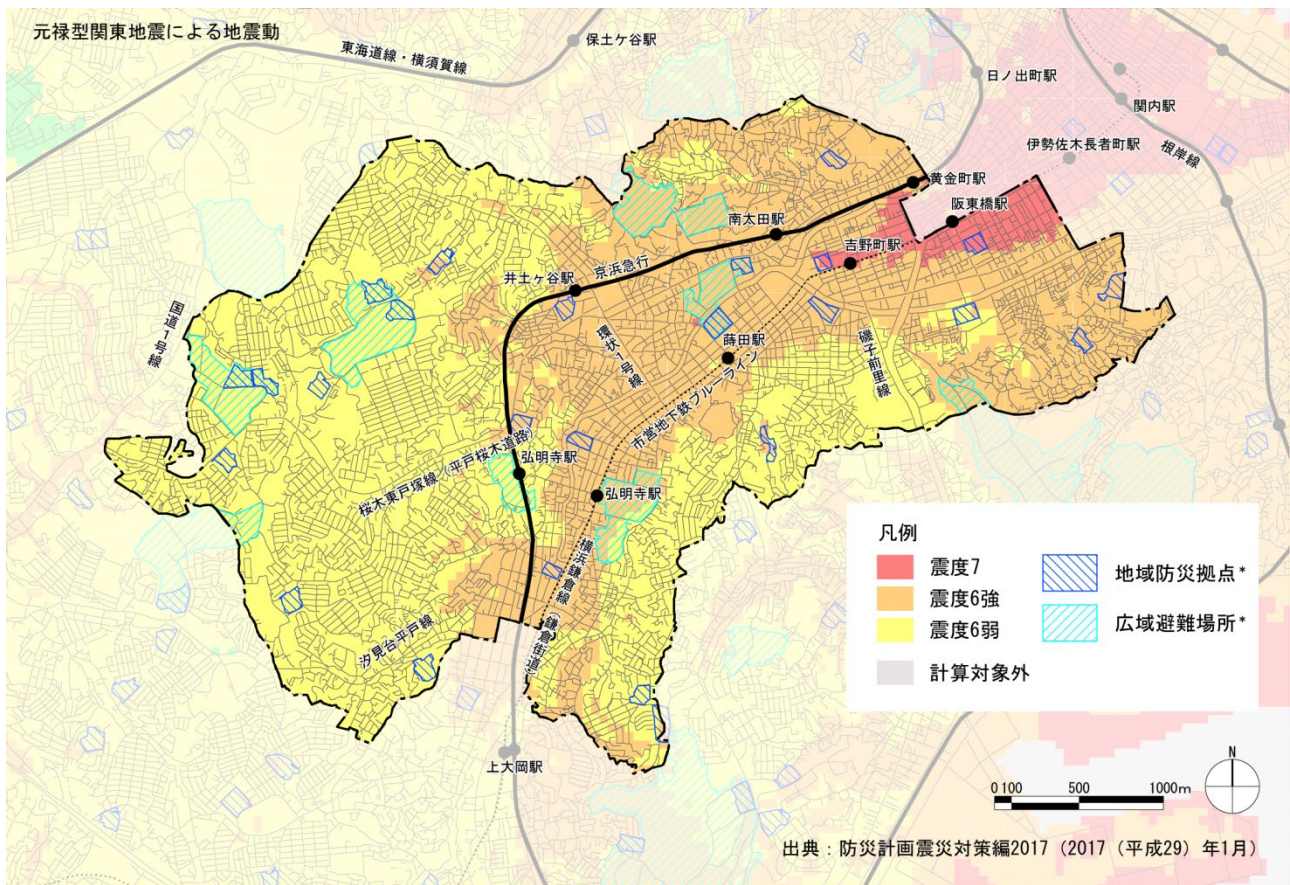 元禄型関東地震による地震動
保土ケ谷駅
東海道線・横須賀線
日ノ出町駅
関内駅
伊勢佐木長者町駅
根岸線
黄金町駅
阪東橋駅
南太田駅
吉野町駅
京浜急行
井土ヶ谷駅
国道1号線
環状1号線
蒔田駅
磯子前里線
市営地下鉄ブルーライン
桜木東戸塚線(平戸桜木道路)
弘明寺駅
弘明寺駅
横浜鎌倉線(鎌倉街道)
汐見台平戸線
上大岡駅
凡例
震度7
震度6強
震度6弱
計算対象外
地域防災拠点*
広域避難場所*
N
0 100 500 1000m
出典:防災計画震災対策編2017(2017(平成29)年1月)